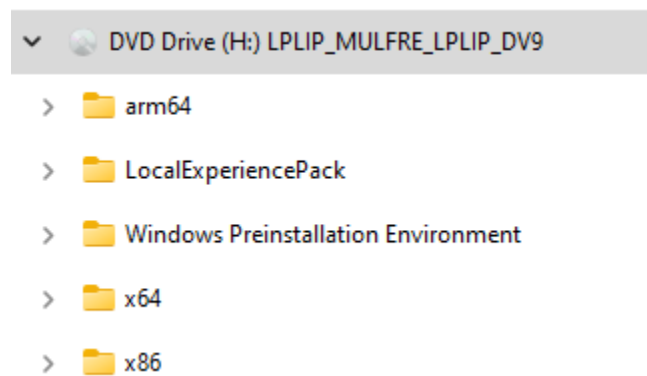 DVD Drive (H:) LPLIP_MULFRE_LPLIP_DV9
arm64
LocalExperiencePack
Windows Preinstallation Environment
x64
x86